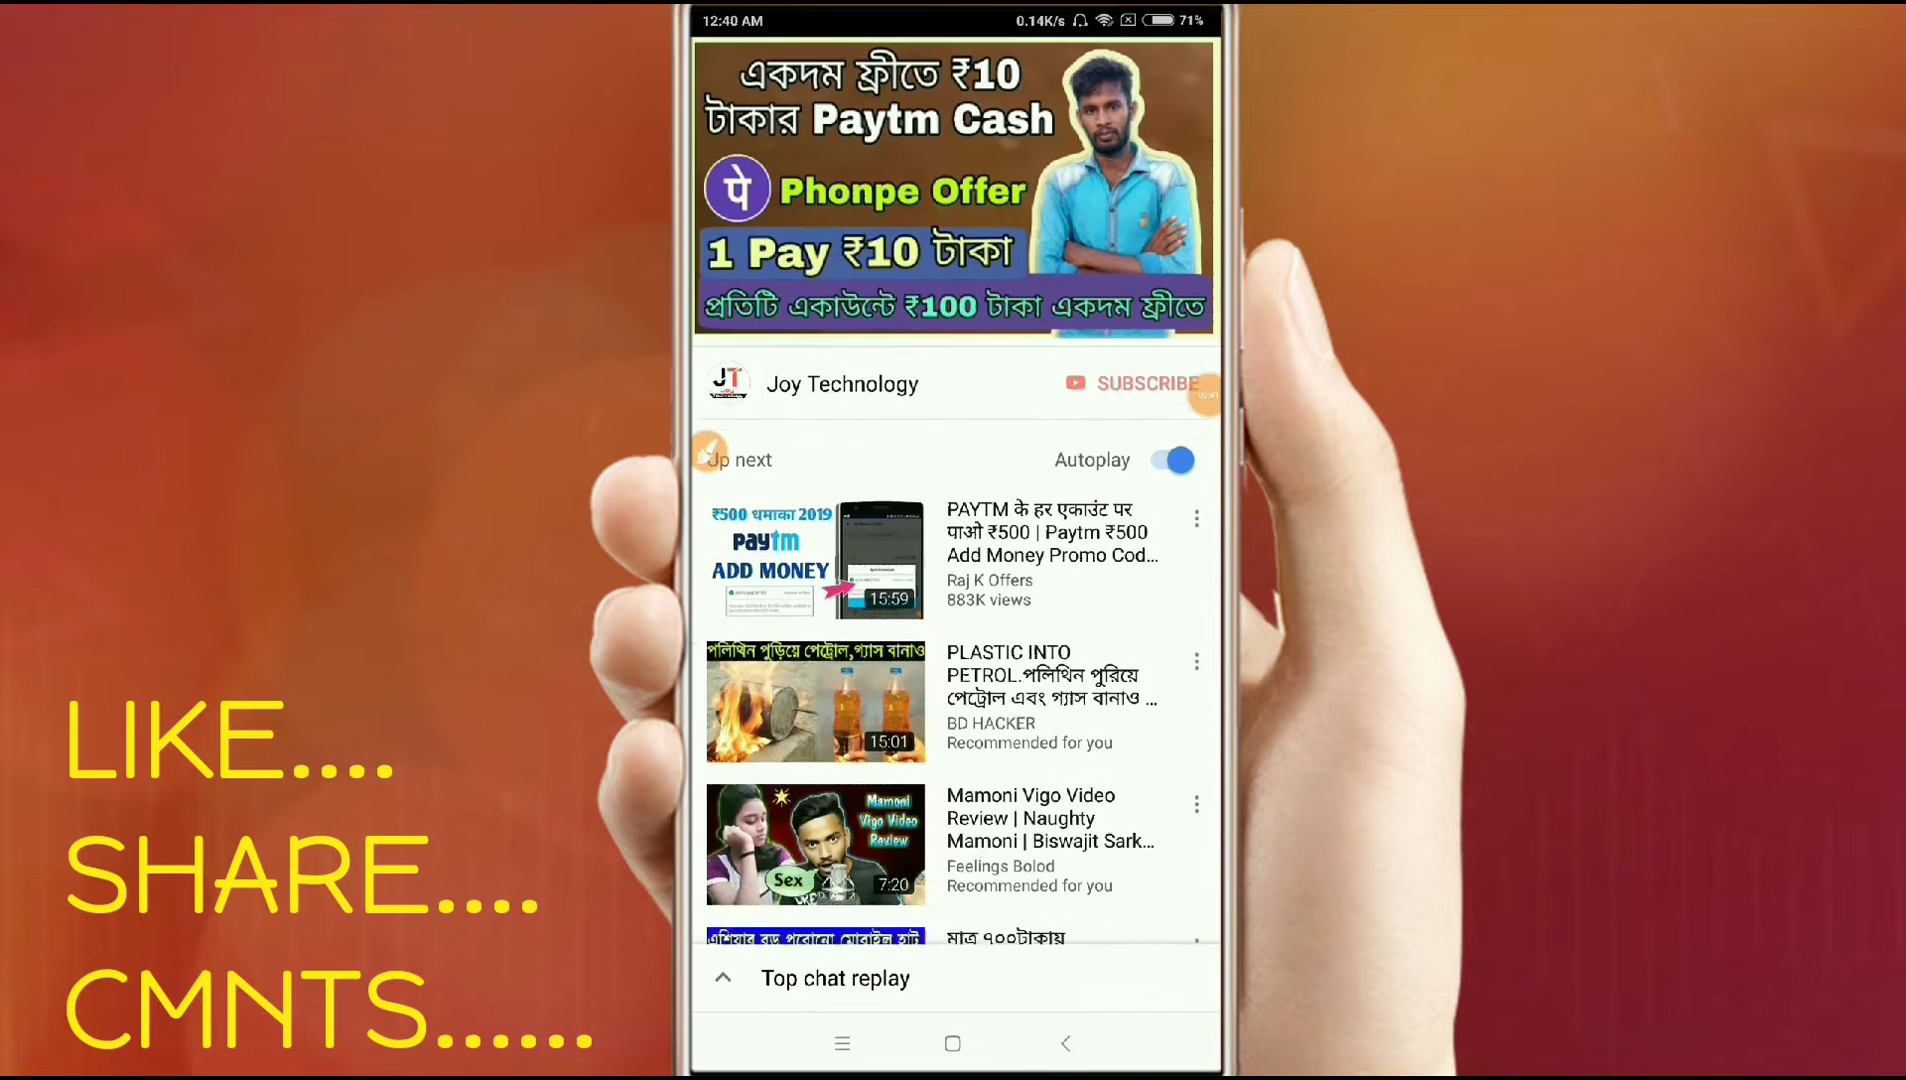 12:40 AM
0.14K/s
71%
একদম ফ্রীতে ₹10
টাকার Paytm Cash
पे
Phonpe Offer
1 Pay ₹10 টাকা
প্রতিটি একাউন্টে ₹100 টাকা একদম ফ্রীতে
JT
Joy Technology
SUBSCRIBE
Up next
Autoplay
₹500 धमाका 2019
paytm
ADD MONEY
15:59
PAYTM के हर एकाउंट पर
पाओ ₹500 | Paytm ₹500
Add Money Promo Cod...
Raj K Offers
883K views
পলিথিন পুড়িয়ে পেট্রোল,গ্যাস বানাও
15:01
PLASTIC INTO
PETROL.পলিথিন পুরিয়ে
পেট্রোল এবং গ্যাস বানাও ...
BD HACKER
Recommended for you
Mamoni
Vigo Video
Review
Sex
7:20
Mamoni Vigo Video
Review | Naughty
Mamoni | Biswajit Sark...
Feelings Bolod
Recommended for you
এশিয়ার বড় পুরোনো মোবাইল হাট
মাত্র ৭০০টাকায়
Top chat replay
LIKE....
SHARE....
CMNTS......